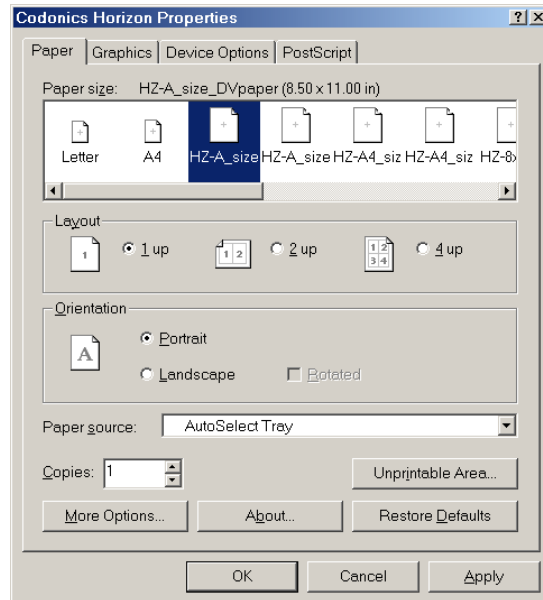 Codonics Horizon Properties
Paper Graphics Device Options PostScript
Paper size: HZ-A_size_DVpaper (8.50 x 11.00 in)
Letter A4 HZ-A_size HZ-A_size HZ-A4_siz HZ-A4_siz HZ-8x
Layout
1 1 up 1 2 2 up 1 2 4 up
3 4
Orientation
A Portrait
Landscape Rotated
Paper source: AutoSelect Tray
Copies: 1 Unprintable Area...
More Options... About... Restore Defaults
OK Cancel Apply